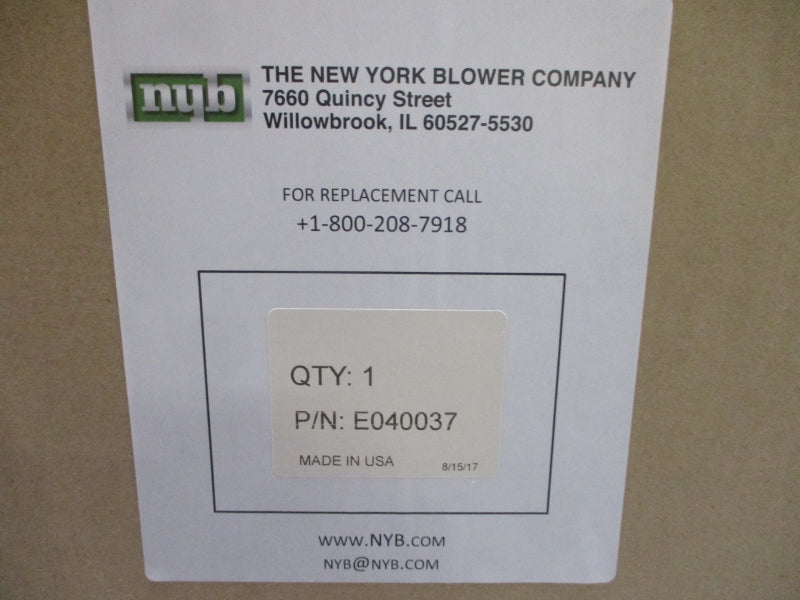 nyb
THE NEW YORK BLOWER COMPANY
7660 Quincy Street
Willowbrook, IL 60527-5530
FOR REPLACEMENT CALL
+1-800-208-7918
QTY: 1
P/N: E040037
MADE IN USA 8/15/17
WWW.NYB.COM
NYB@NYB.COM